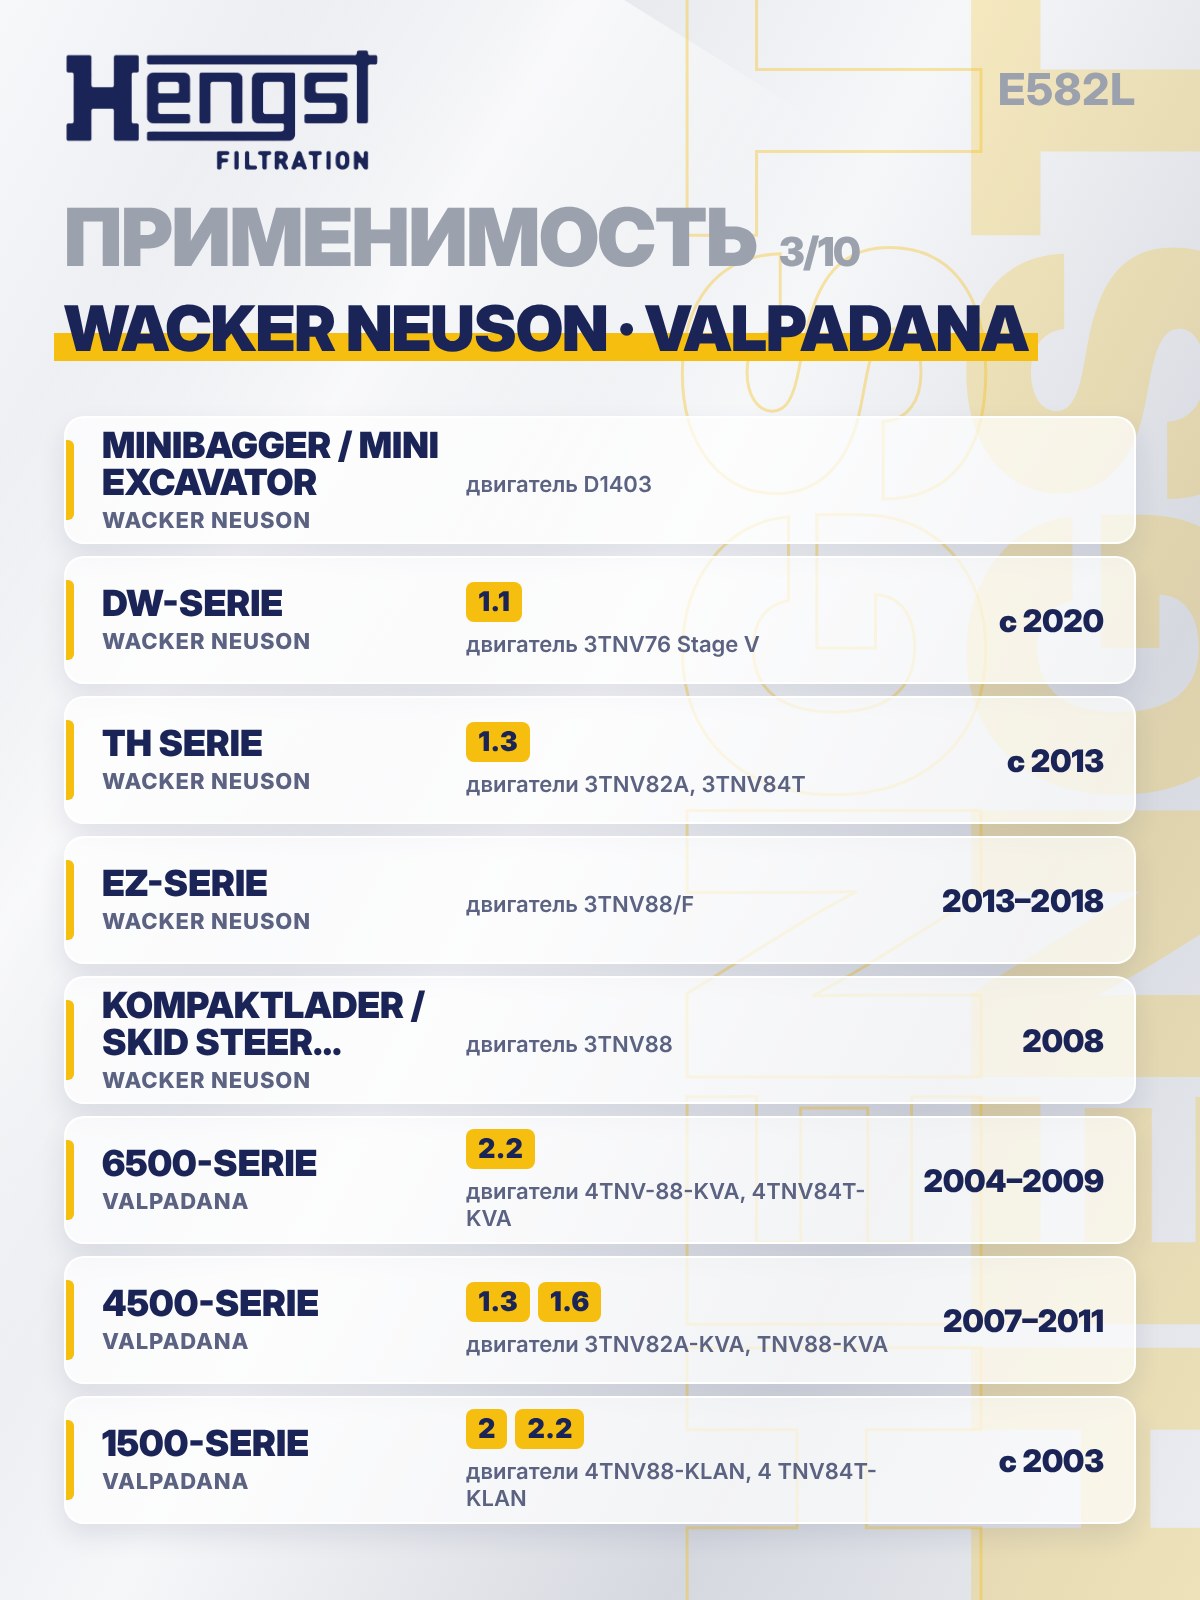 Hengst
FILTRATION
E582L
ПРИМЕНИМОСТЬ 3/10
WACKER NEUSON · VALPADANA
MINIBAGGER / MINI
EXCAVATOR
WACKER NEUSON
двигатель D1403
DW-SERIE
WACKER NEUSON
1.1
двигатель 3TNV76 Stage V
с 2020
TH SERIE
WACKER NEUSON
1.3
двигатели 3TNV82A, 3TNV84T
с 2013
EZ-SERIE
WACKER NEUSON
двигатель 3TNV88/F
2013–2018
KOMPAKTLADER /
SKID STEER...
WACKER NEUSON
двигатель 3TNV88
2008
6500-SERIE
VALPADANA
2.2
двигатели 4TNV-88-KVA, 4TNV84T-
KVA
2004–2009
4500-SERIE
VALPADANA
1.3 1.6
двигатели 3TNV82A-KVA, TNV88-KVA
2007–2011
1500-SERIE
VALPADANA
2 2.2
двигатели 4TNV88-KLAN, 4 TNV84T-
KLAN
с 2003
HENGST
HENGST